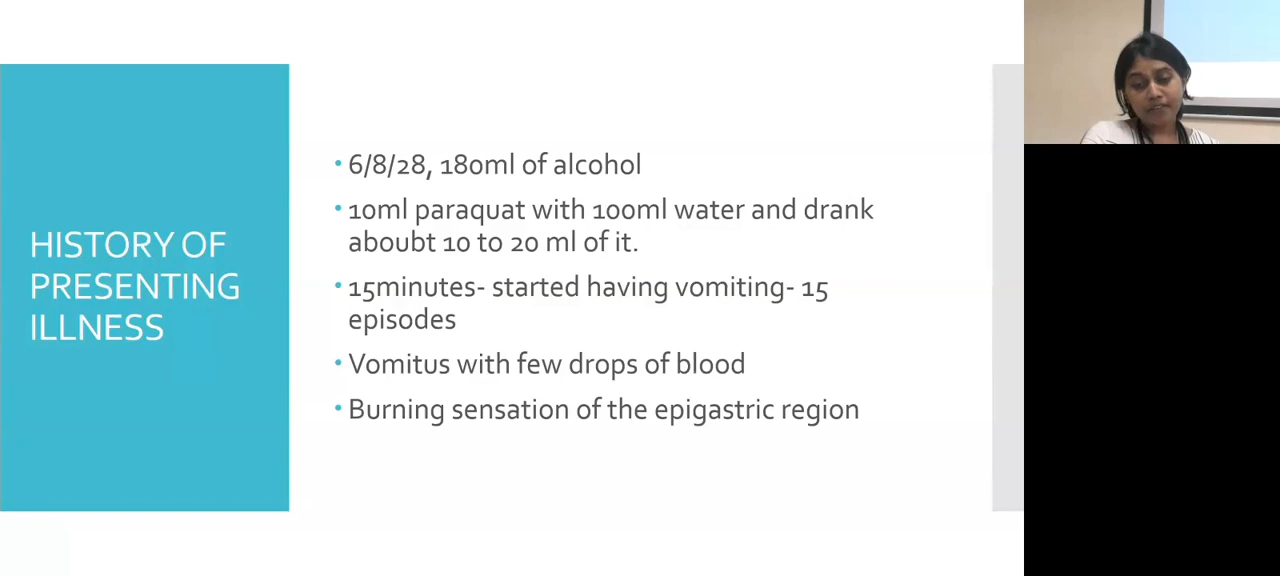 HISTORY OF
PRESENTING
ILLNESS
• 6/8/28, 180ml of alcohol
• 10ml paraquat with 100ml water and drank
aboubt 10 to 20 ml of it.
• 15minutes- started having vomiting- 15
episodes
• Vomitus with few drops of blood
• Burning sensation of the epigastric region